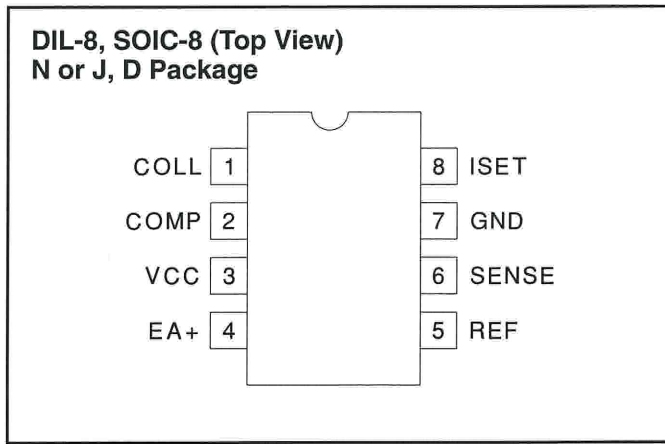 DIL-8, SOIC-8 (Top View)
N or J, D Package
COLL 1 8 ISET
COMP 2 7 GND
VCC 3 6 SENSE
EA+ 4 5 REF